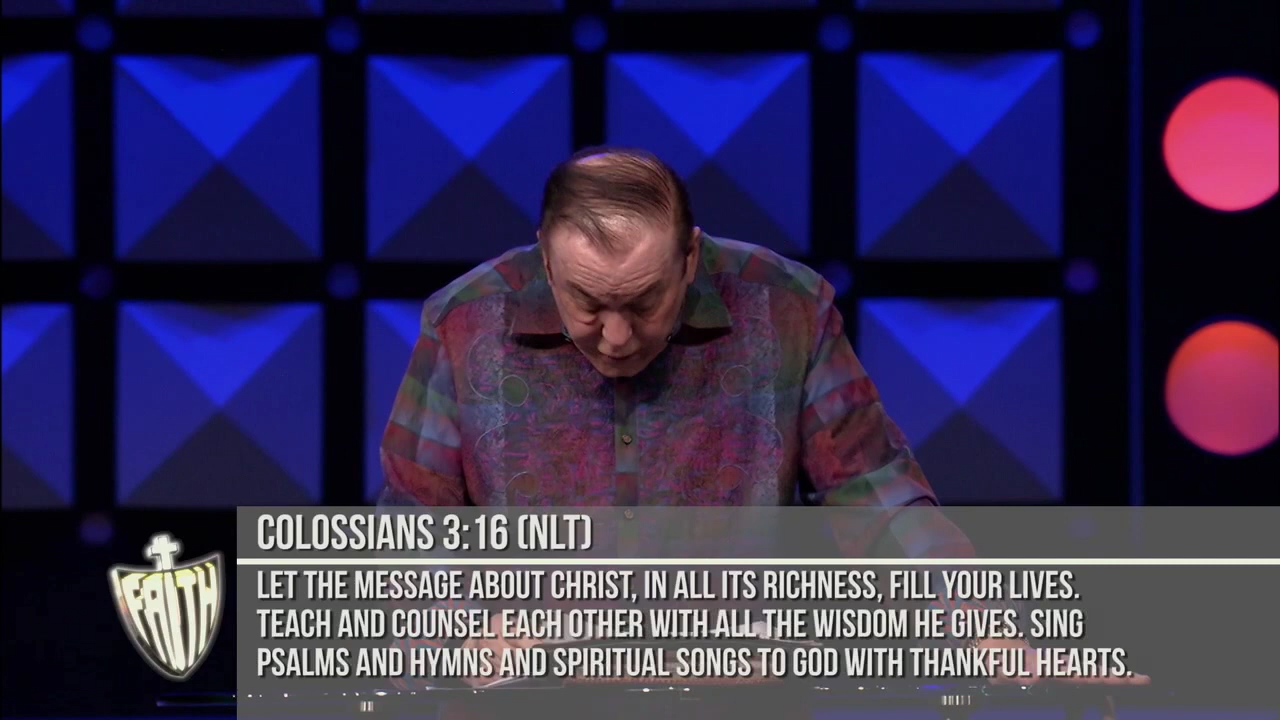 COLOSSIANS 3:16 (NLT)
LET THE MESSAGE ABOUT CHRIST, IN ALL ITS RICHNESS, FILL YOUR LIVES.
TEACH AND COUNSEL EACH OTHER WITH ALL THE WISDOM HE GIVES. SING
PSALMS AND HYMNS AND SPIRITUAL SONGS TO GOD WITH THANKFUL HEARTS.
FAITH